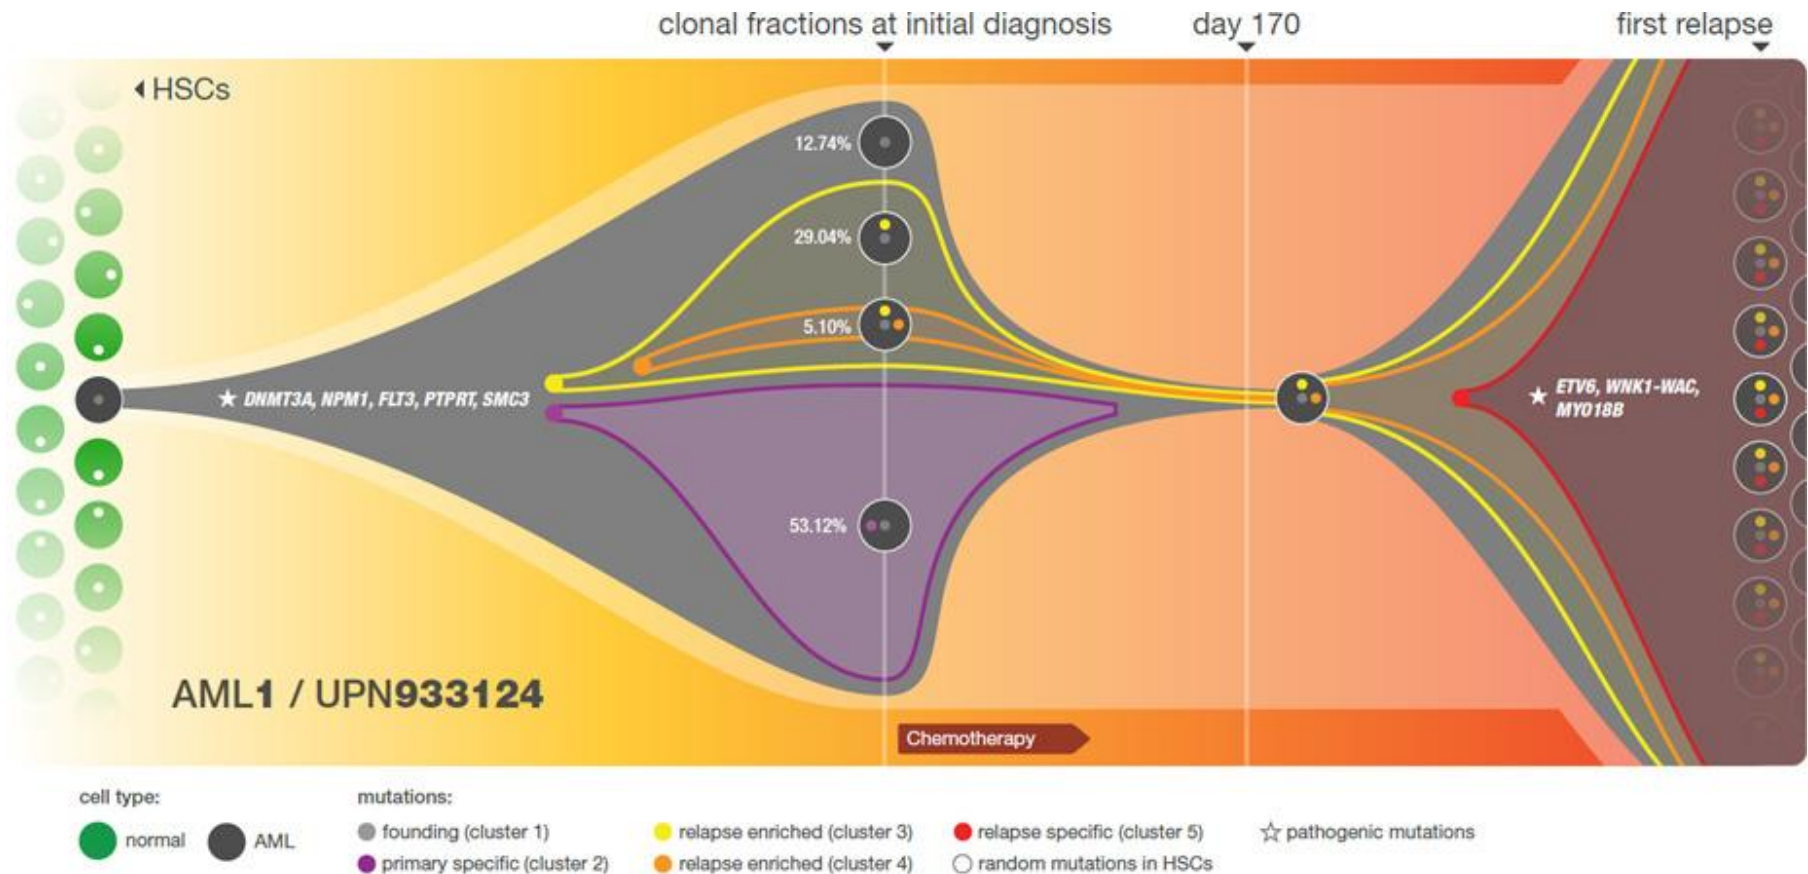 clonal fractions at initial diagnosis
day 170
first relapse
HSCs
12.74%
29.04%
5.10%
DNMT3A, NPM1, FLT3, PTPRT, SMC3
ETV6, WNK1-WAC,
MYO18B
53.12%
AML1 / UPN933124
Chemotherapy
cell type:
normal
AML
mutations:
founding (cluster 1)
primary specific (cluster 2)
relapse enriched (cluster 3)
relapse enriched (cluster 4)
relapse specific (cluster 5)
random mutations in HSCs
pathogenic mutations